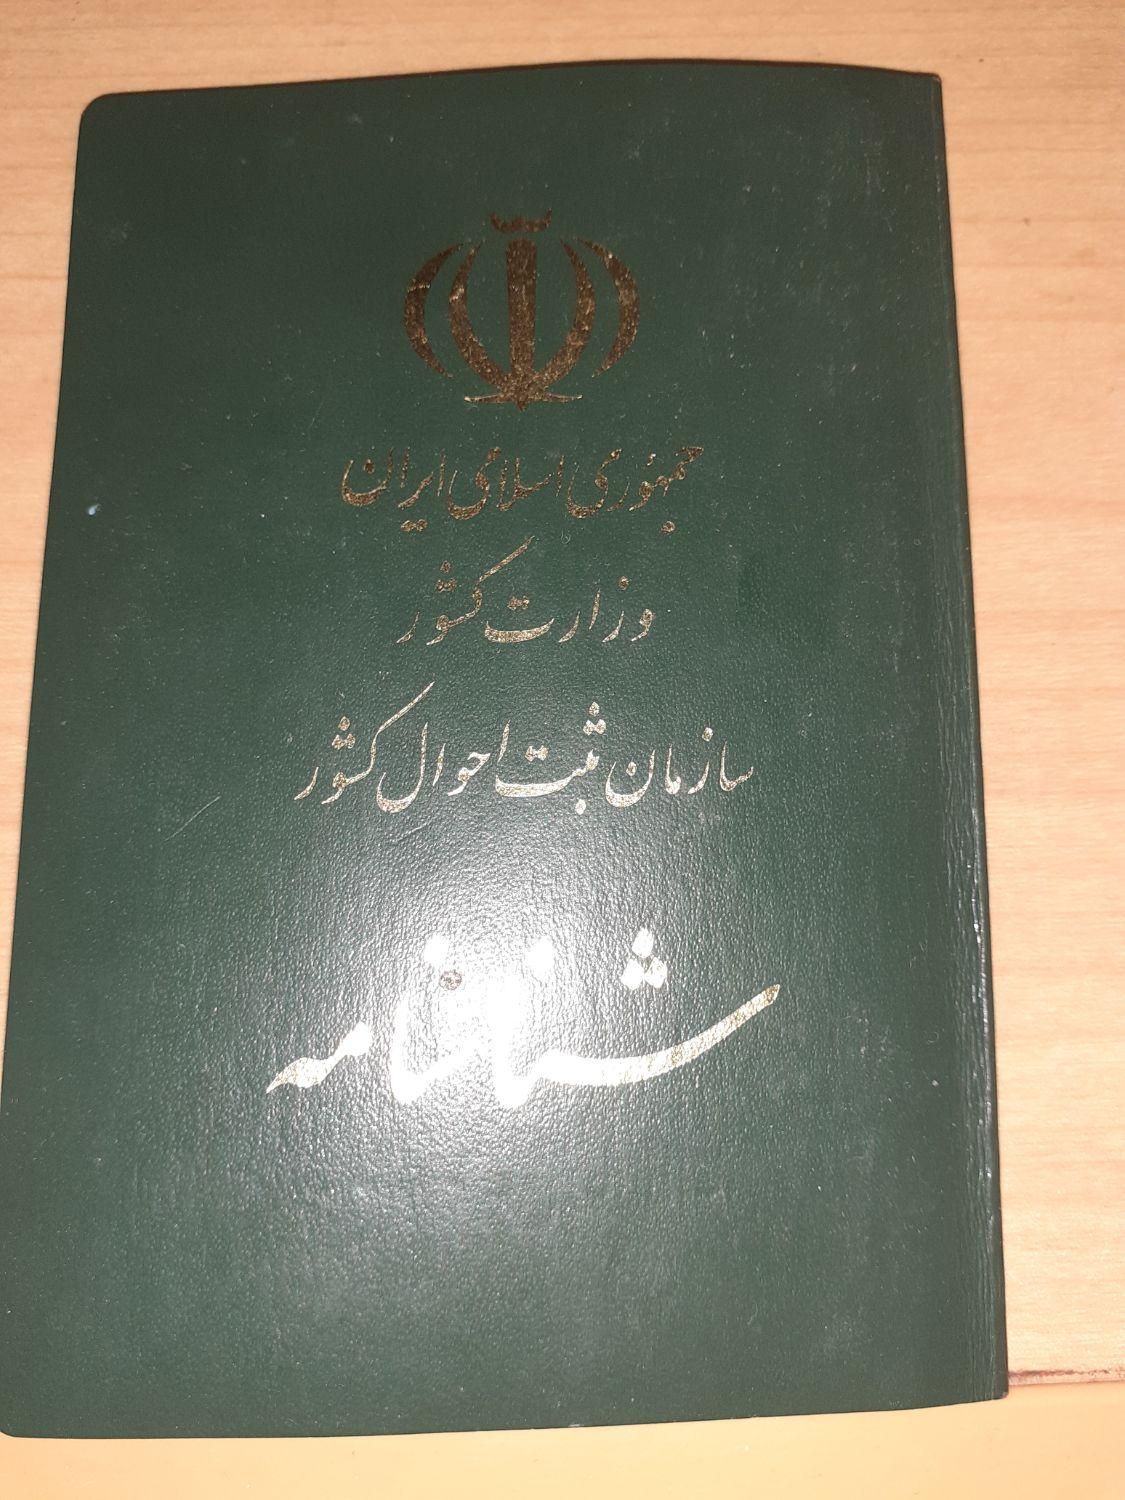 جمهوری اسلامی ایران
وزارت کشور
سازمان ثبت احوال کشور
شناسنامه